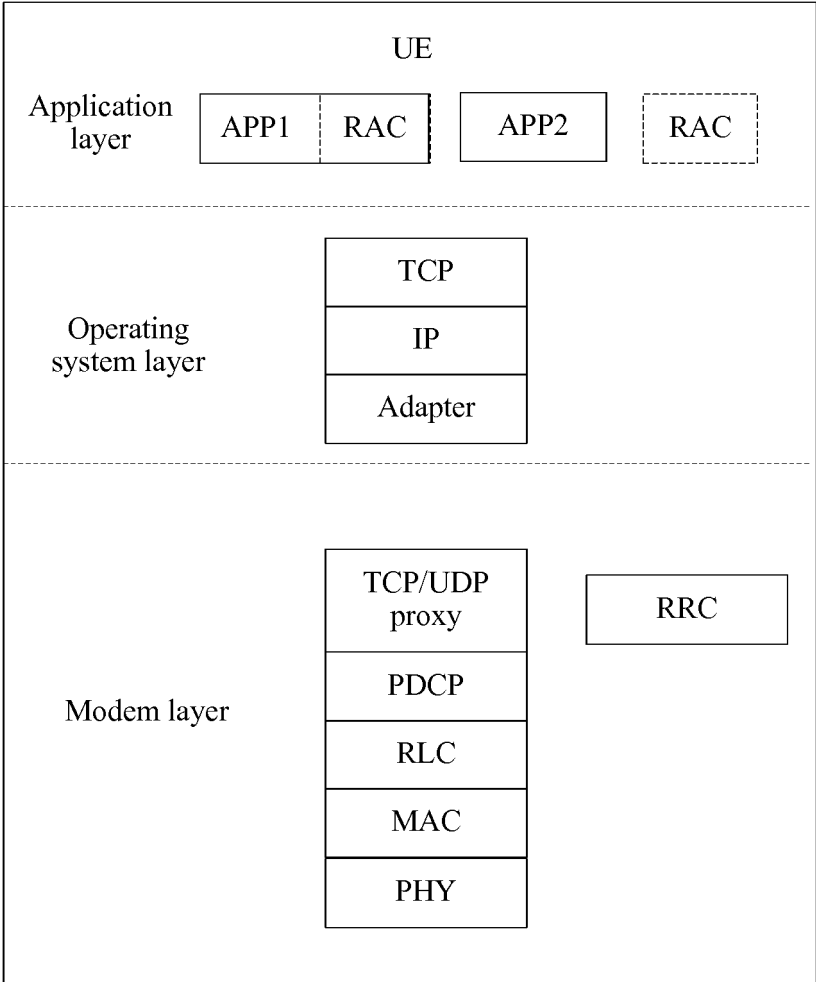 UE
Application
layer
APP1
RAC
APP2
RAC
Operating
system layer
TCP
IP
Adapter
Modem layer
TCP/UDP
proxy
PDCP
RLC
MAC
PHY
RRC